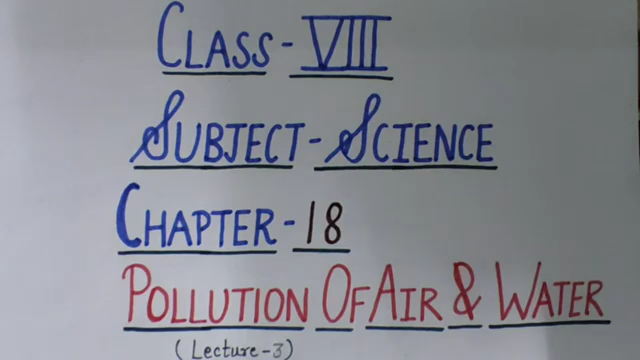 CLASS - VIII
SUBJECT - SCIENCE
CHAPTER - 18
POLLUTION OF AIR & WATER
(Lecture-3)